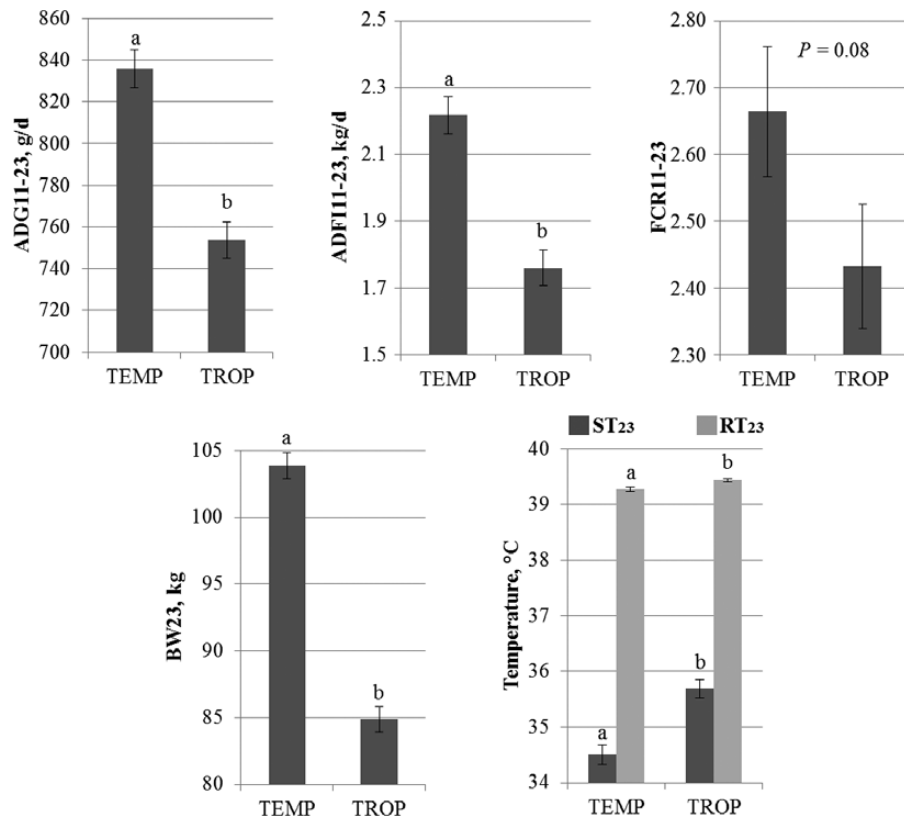 ADG11-23, g/d
860
840
820
800
780
760
740
720
700
a
b
TEMP TROP
ADFI11-23, kg/d
2.5
2.3
2.1
1.9
1.7
1.5
a
b
TEMP TROP
FCR11-23
2.80
2.70
2.60
2.50
2.40
2.30
P = 0.08
TEMP TROP
BW23, kg
105
100
95
90
85
80
a
b
TEMP TROP
ST23 RT23
Temperature, °C
40
39
38
37
36
35
34
a
a
b
b
TEMP TROP